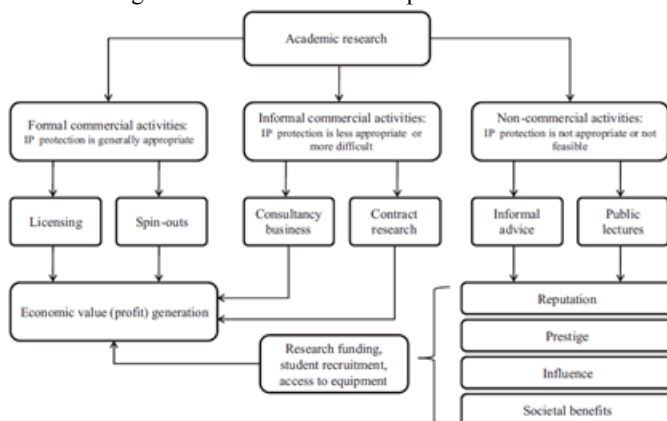 Academic research
Formal commercial activities:
IP protection is generally appropriate
Informal commercial activities:
IP protection is less appropriate or
more difficult
Non-commercial activities:
IP protection is not appropriate or not
feasible
Licensing
Spin-outs
Consultancy
business
Contract
research
Informal
advice
Public
lectures
Economic value (profit) generation
Research funding,
student recruitment,
access to equipment
Reputation
Prestige
Influence
Societal benefits